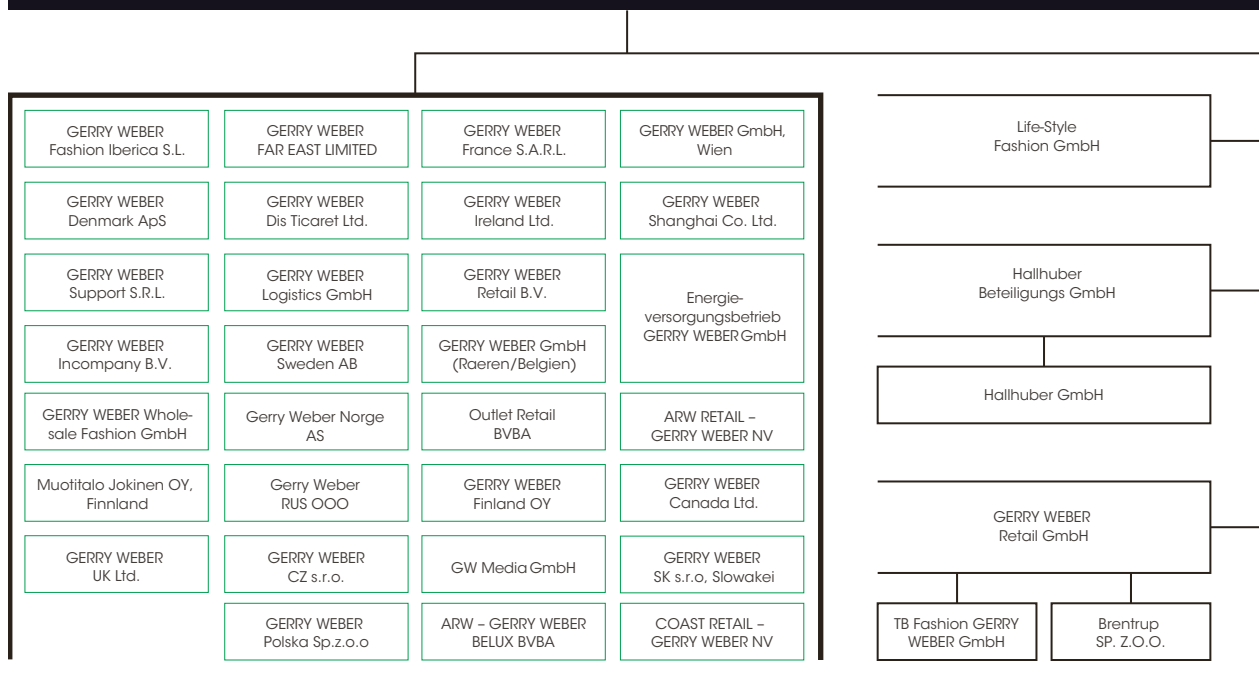 GERRY WEBER
Fashion Iberica S.L.
GERRY WEBER
FAR EAST LIMITED
GERRY WEBER
France S.A.R.L.
GERRY WEBER GmbH,
Wien
GERRY WEBER
Denmark ApS
GERRY WEBER
Dis Ticaret Ltd.
GERRY WEBER
Ireland Ltd.
GERRY WEBER
Shanghai Co. Ltd.
GERRY WEBER
Support S.R.L.
GERRY WEBER
Logistics GmbH
GERRY WEBER
Retail B.V.
Energie-
versorgungsbetrieb
GERRY WEBER GmbH
GERRY WEBER
Incompany B.V.
GERRY WEBER
Sweden AB
GERRY WEBER GmbH
(Raeren/Belgien)
GERRY WEBER Whole-
sale Fashion GmbH
Gerry Weber Norge
AS
Outlet Retail
BVBA
ARW RETAIL –
GERRY WEBER NV
Muotitalo Jokinen OY,
Finnland
Gerry Weber
RUS OOO
GERRY WEBER
Finland OY
GERRY WEBER
Canada Ltd.
GERRY WEBER
UK Ltd.
GERRY WEBER
CZ s.r.o.
GW Media GmbH
GERRY WEBER
SK s.r.o, Slowakei
GERRY WEBER
Polska Sp.z.o.o
ARW – GERRY WEBER
BELUX BVBA
COAST RETAIL –
GERRY WEBER NV
Life-Style
Fashion GmbH
Hallhuber
Beteiligungs GmbH
Hallhuber GmbH
GERRY WEBER
Retail GmbH
TB Fashion GERRY
WEBER GmbH
Brentrup
SP. Z.O.O.